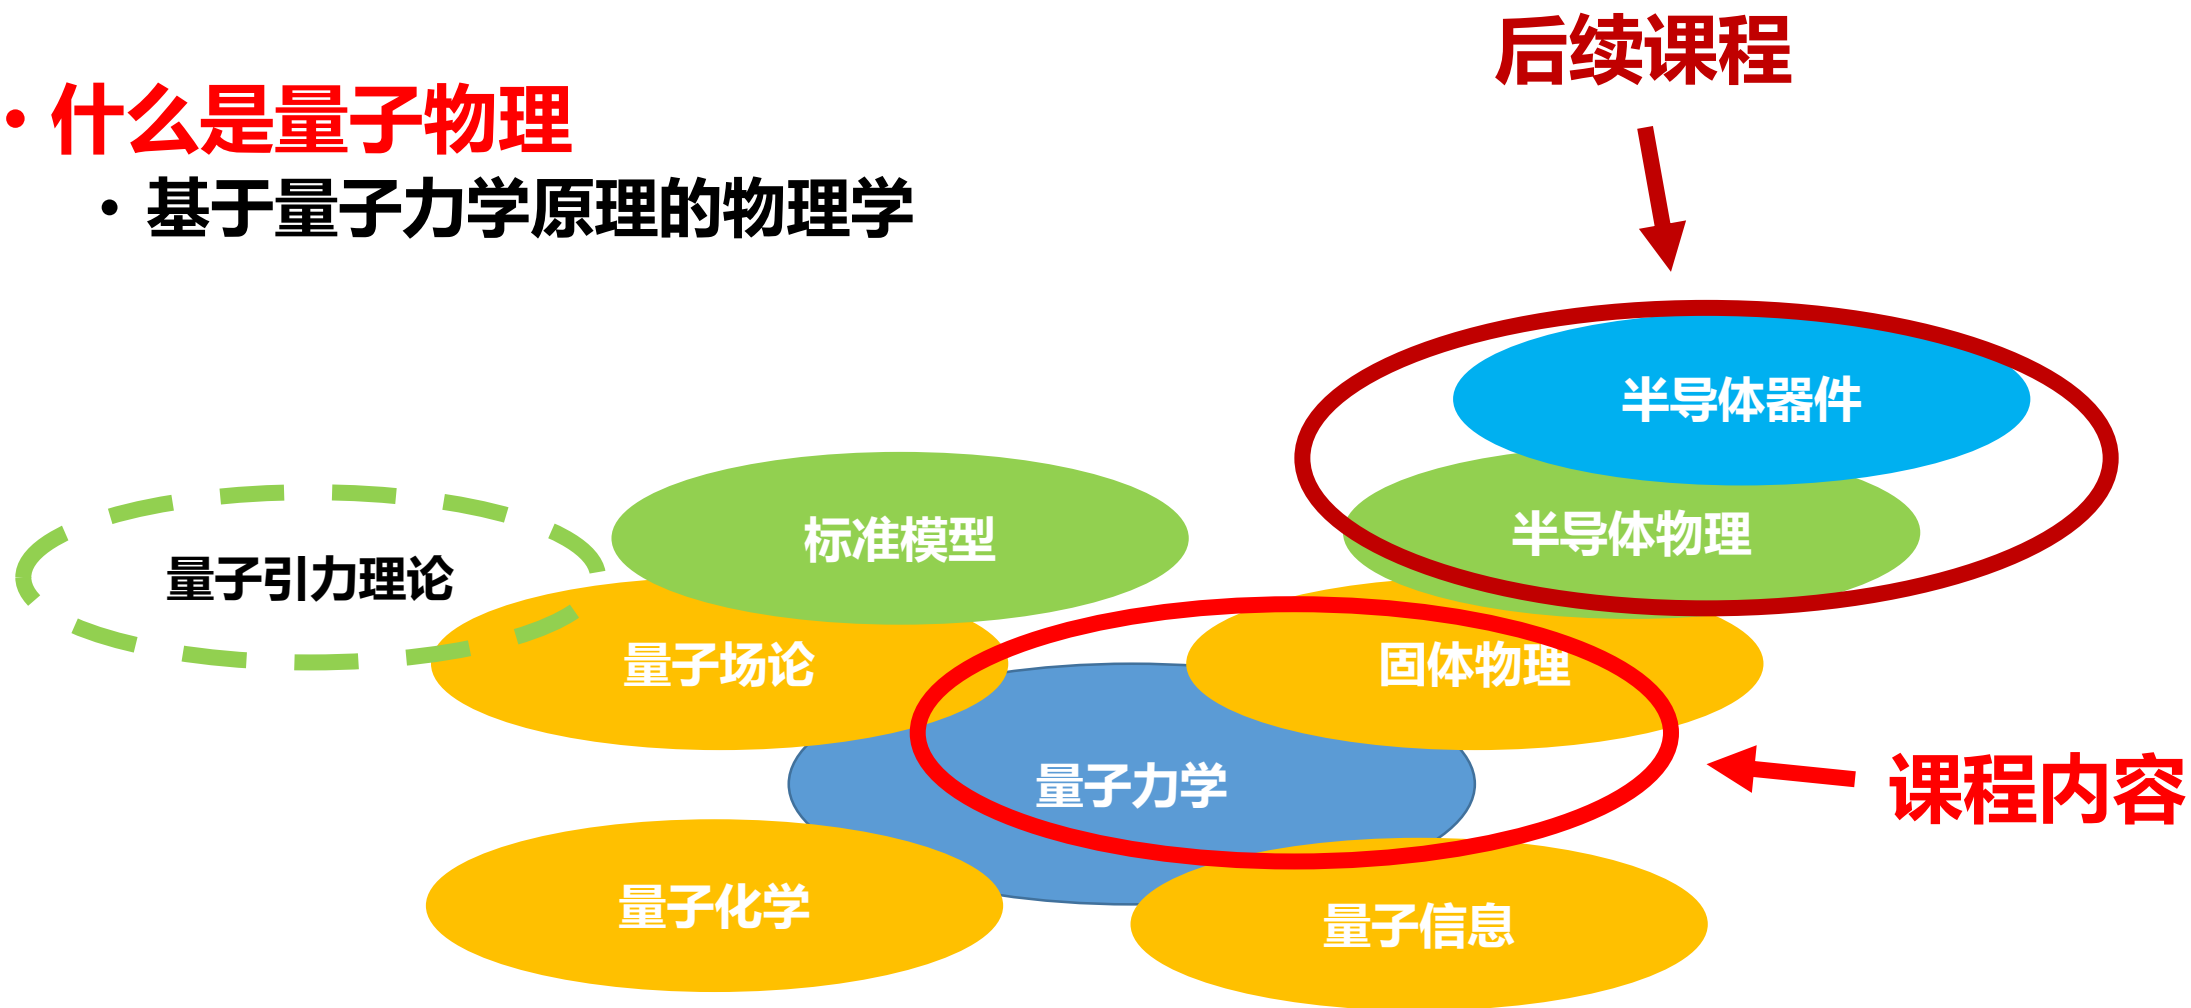 后续课程
• 什么是量子物理
• 基于量子力学原理的物理学
半导体器件
标准模型
半导体物理
量子引力理论
量子场论
固体物理
量子力学
课程内容
量子化学
量子信息